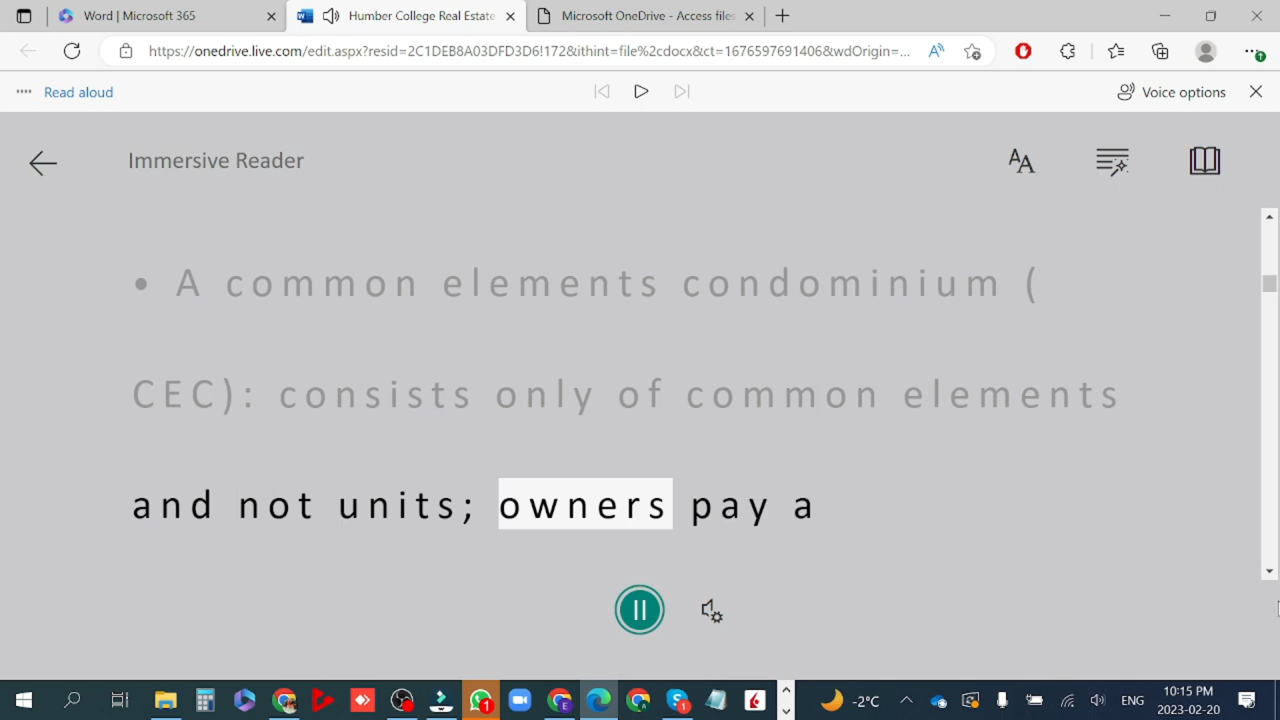 Word | Microsoft 365
Humber College Real Estate
Microsoft OneDrive - Access files
https://onedrive.live.com/edit.aspx?resid=2C1DEB8A03DFD3D6!172&ithint=file%2cdocx&ct=1676597691406&wdOrigin=...
Read aloud
Voice options
Immersive Reader
• A common elements condominium (
CEC): consists only of common elements
and not units; owners pay a
-2°C
ENG
10:15 PM
2023-02-20